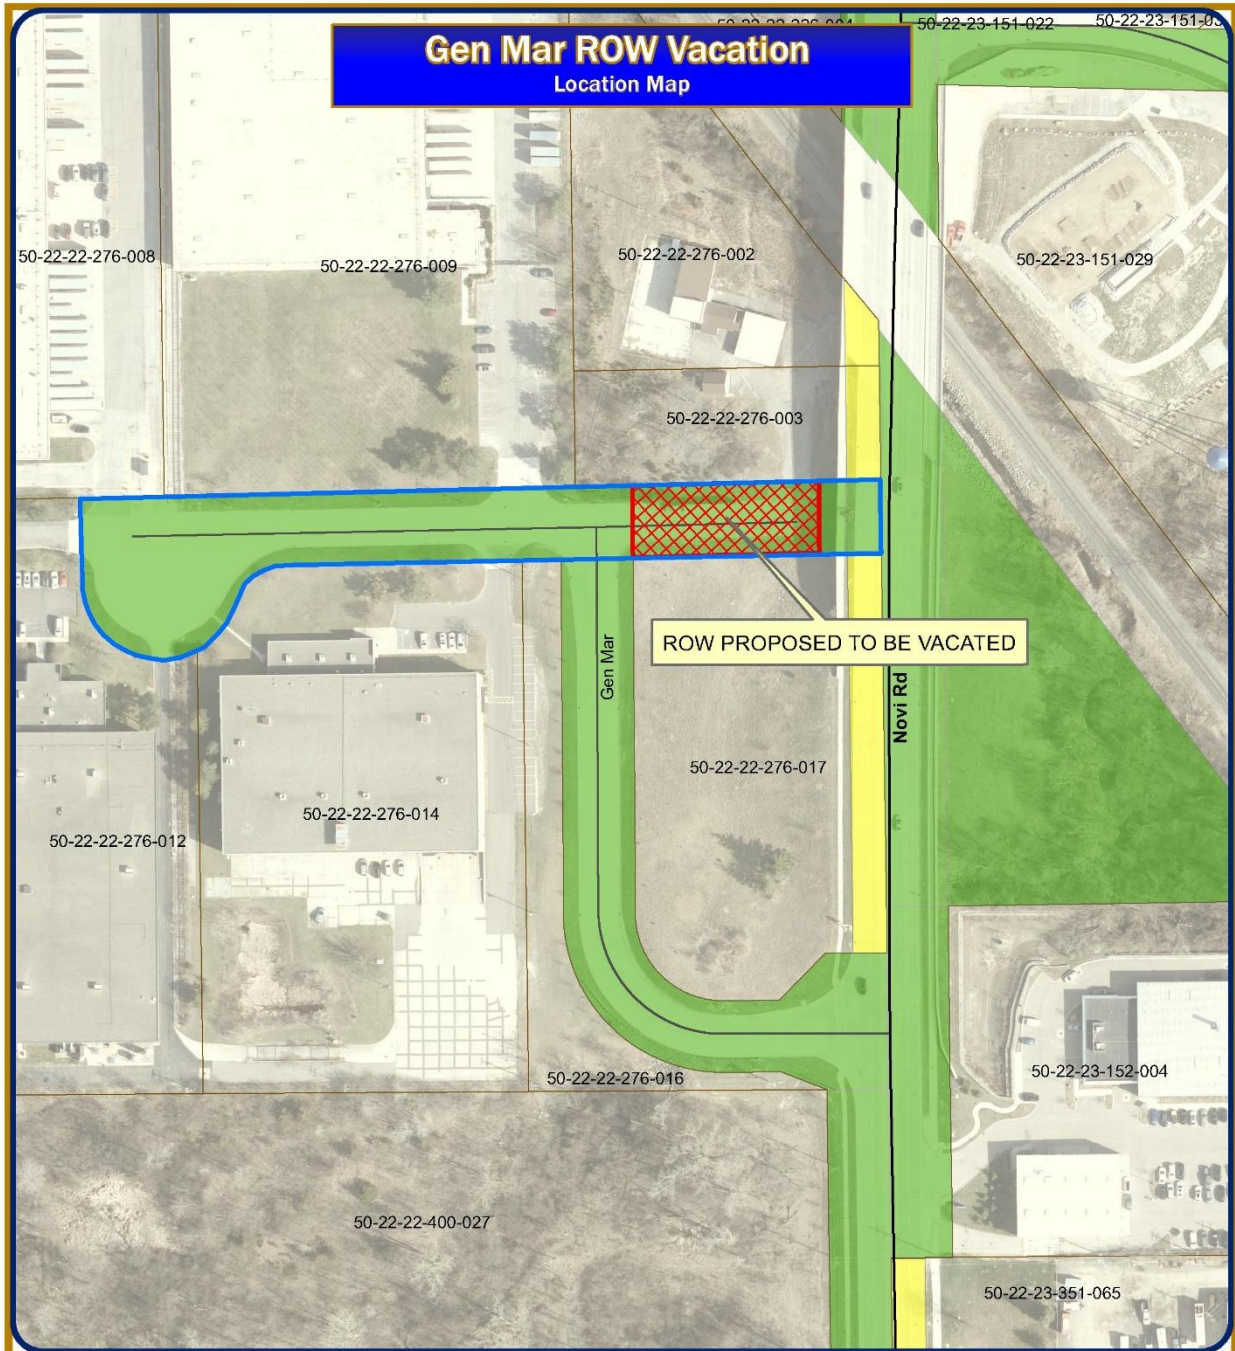 50-22-23-151-022
Gen Mar ROW Vacation
Location Map
50-22-22-276-008
50-22-22-276-009
50-22-22-276-002
50-22-23-151-029
50-22-22-276-003
ROW PROPOSED TO BE VACATED
Gen Mar
Novi Rd
50-22-22-276-017
50-22-22-276-014
50-22-22-276-012
50-22-22-276-016
50-22-23-152-004
50-22-22-400-027
50-22-23-351-065